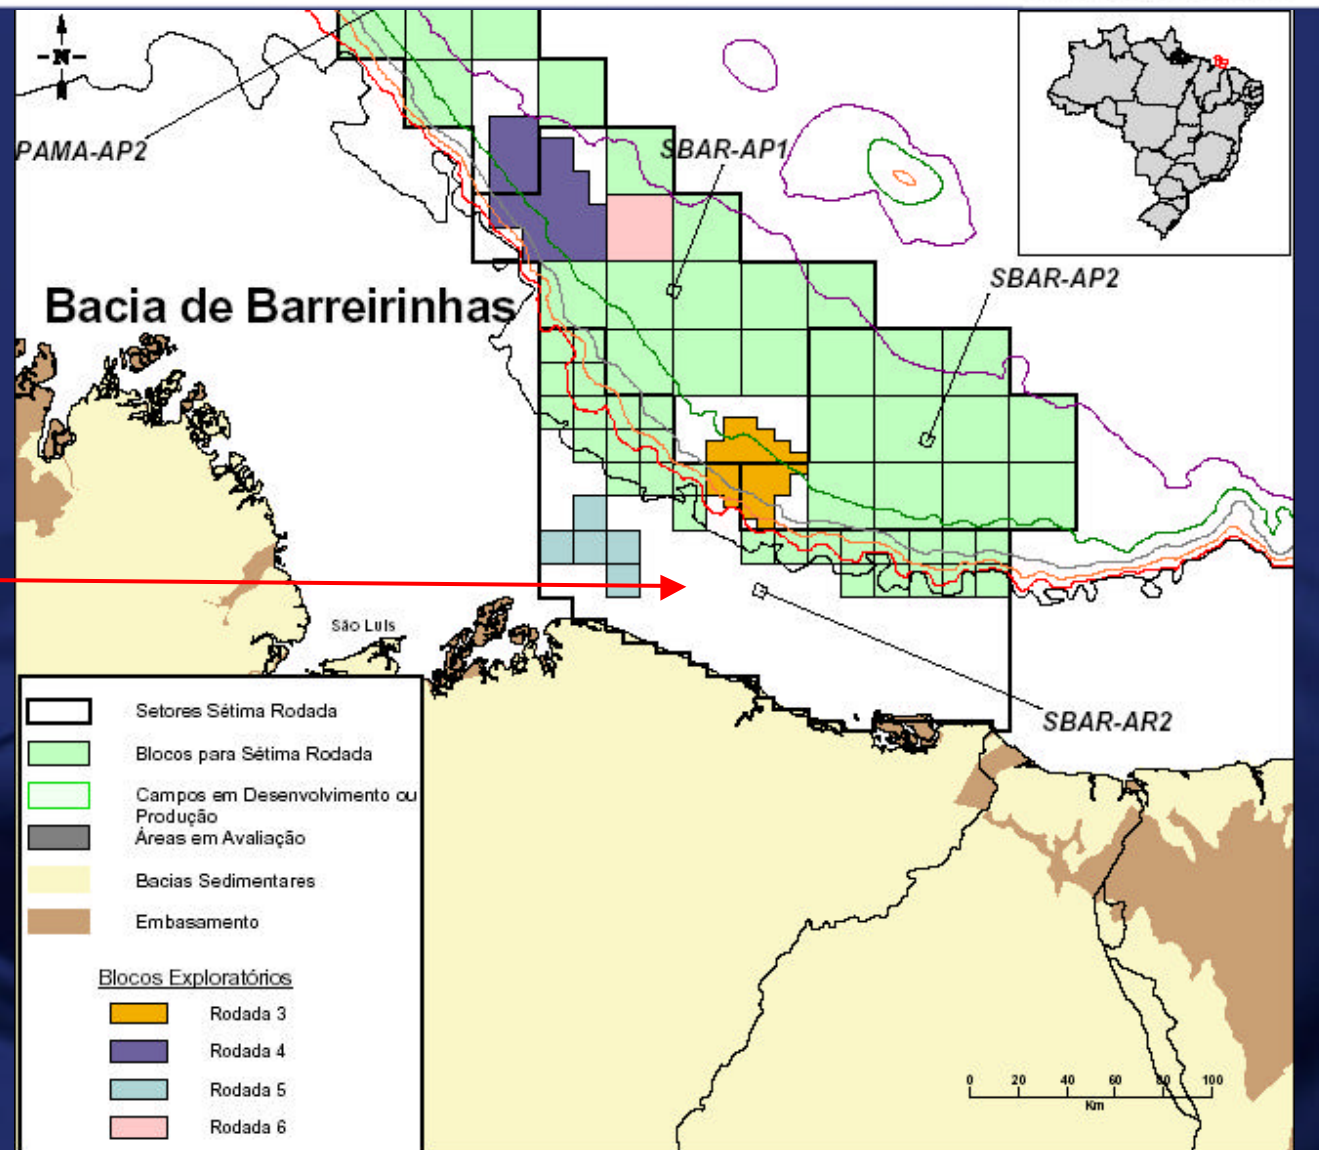 N
PAMA-AP2
SBAR-AP1
SBAR-AP2
Bacia de Barreirinhas
São Luis
SBAR-AR2
Setores Sétima Rodada
Blocos para Sétima Rodada
Campos em Desenvolvimento ou
Produção
Áreas em Avaliação
Bacias Sedimentares
Embasamento
Blocos Exploratórios
Rodada 3
Rodada 4
Rodada 5
Rodada 6
0 20 40 60 80 100
Km